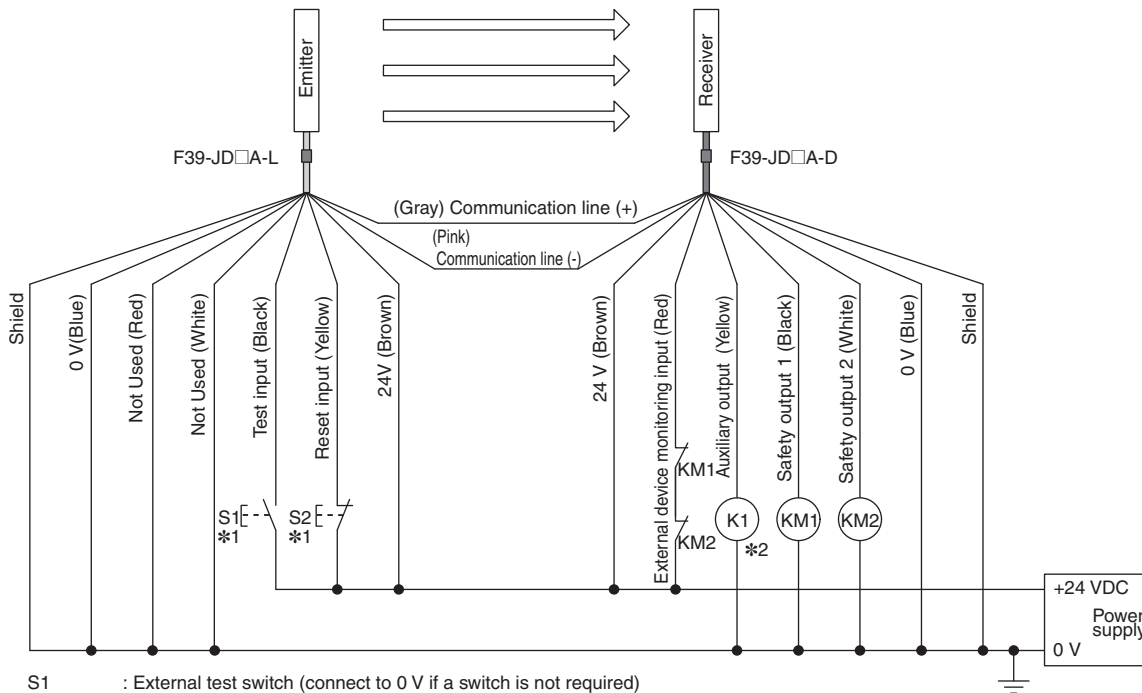 Emitter
Receiver
F39-JD□A-L
F39-JD□A-D
(Gray) Communication line (+)
(Pink)
Communication line (-)
Shield
0 V(Blue)
Not Used (Red)
Not Used (White)
Test input (Black)
Reset input (Yellow)
24V (Brown)
24 V (Brown)
External device monitoring input (Red)
Auxiliary output (Yellow)
Safety output 1 (Black)
Safety output 2 (White)
0 V (Blue)
Shield
KM1
S1
*1
S2
*1
KM2
K1
*2
KM1
KM2
+24 VDC
Power
supply
0 V
S1 : External test switch (connect to 0 V if a switch is not required)